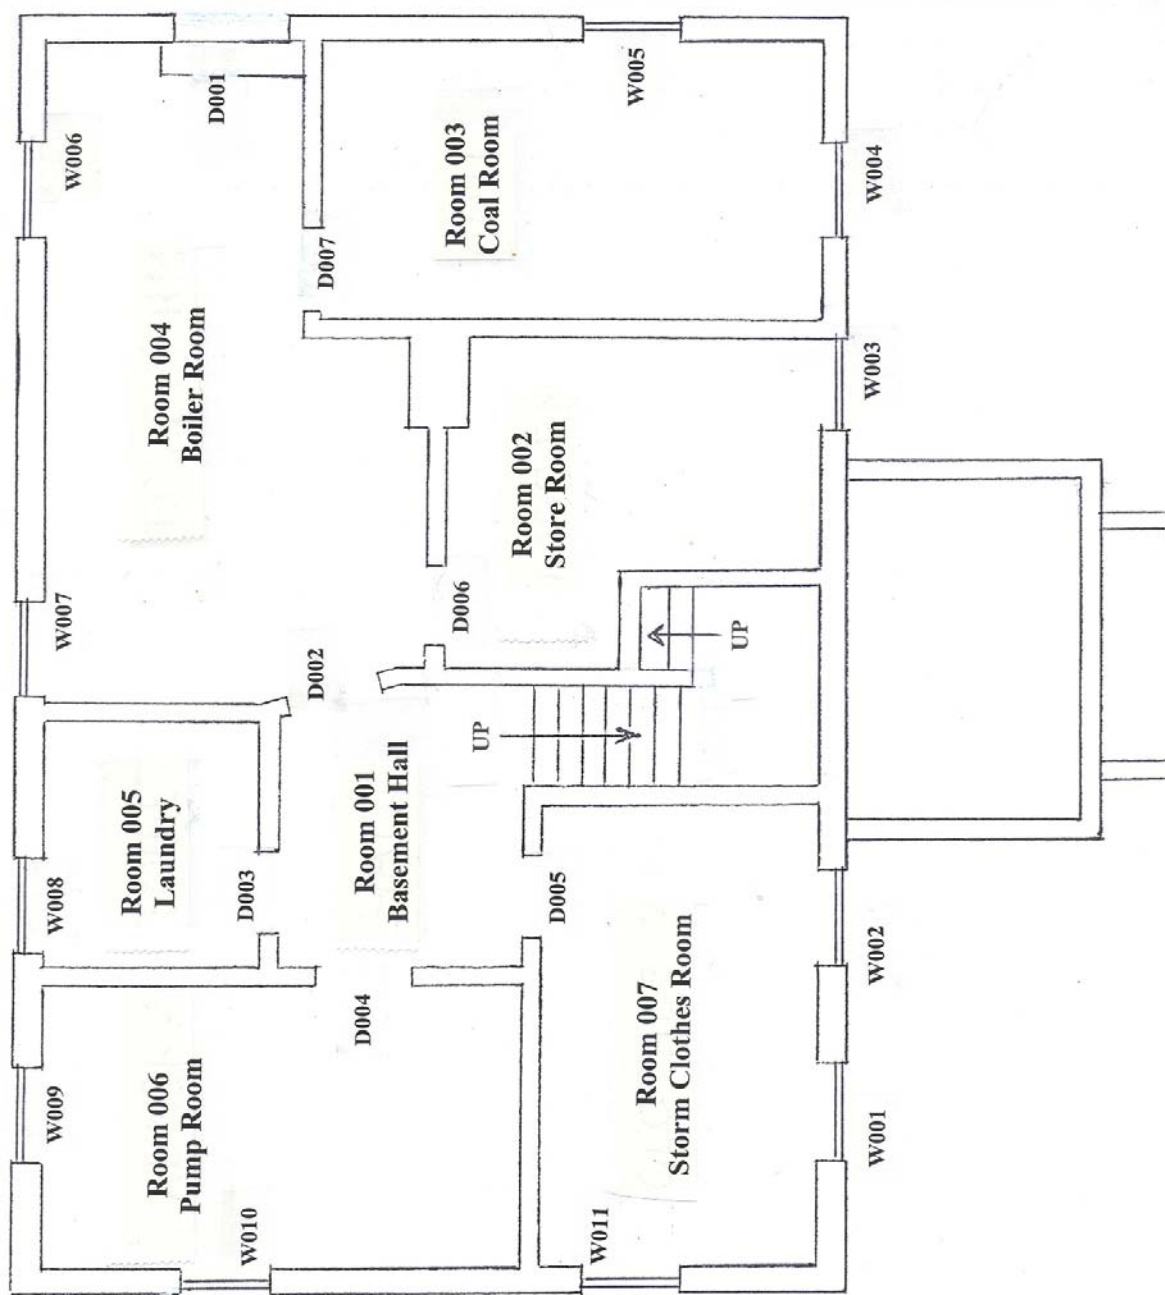 W009
W008
W007
W006
Room 006
Pump Room
Room 005
Laundry
Room 004
Boiler Room
D001
W010
D003
D002
D007
D004
Room 001
Basement Hall
D006
Room 003
Coal Room
UP
Room 002
Store Room
D005
W011
W005
Room 007
Storm Clothes Room
UP
W001
W002
W003
W004